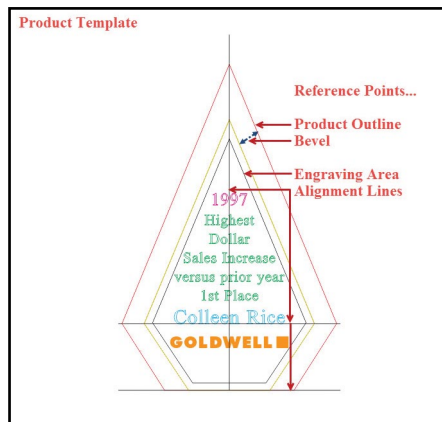 Product Template
Reference Points...
Product Outline
Bevel
Engraving Area
Alignment Lines
1997
Highest
Dollar
Sales Increase
versus prior year
1st Place
Colleen Rice
GOLDWELL